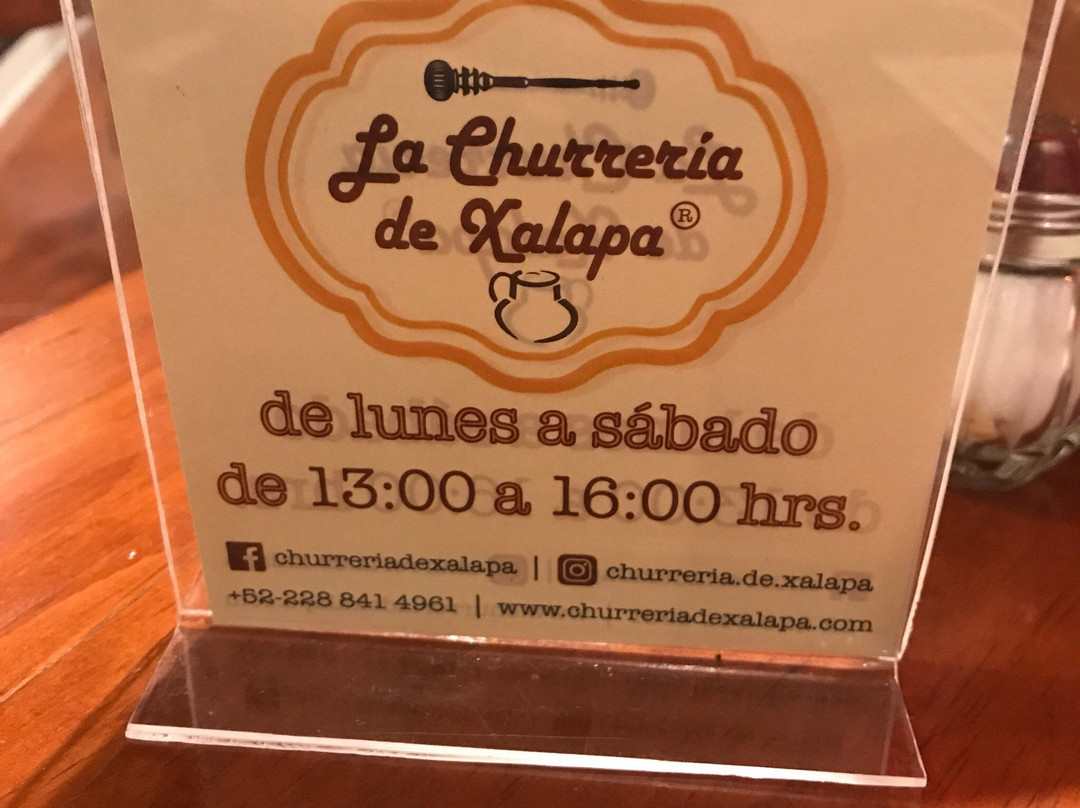 La Churrería
de Xalapa®
de lunes a sábado
de 13:00 a 16:00 hrs.
churreriadexalapa | churreria.de.xalapa
+52-228 841 4961 | www.churreriadexalapa.com